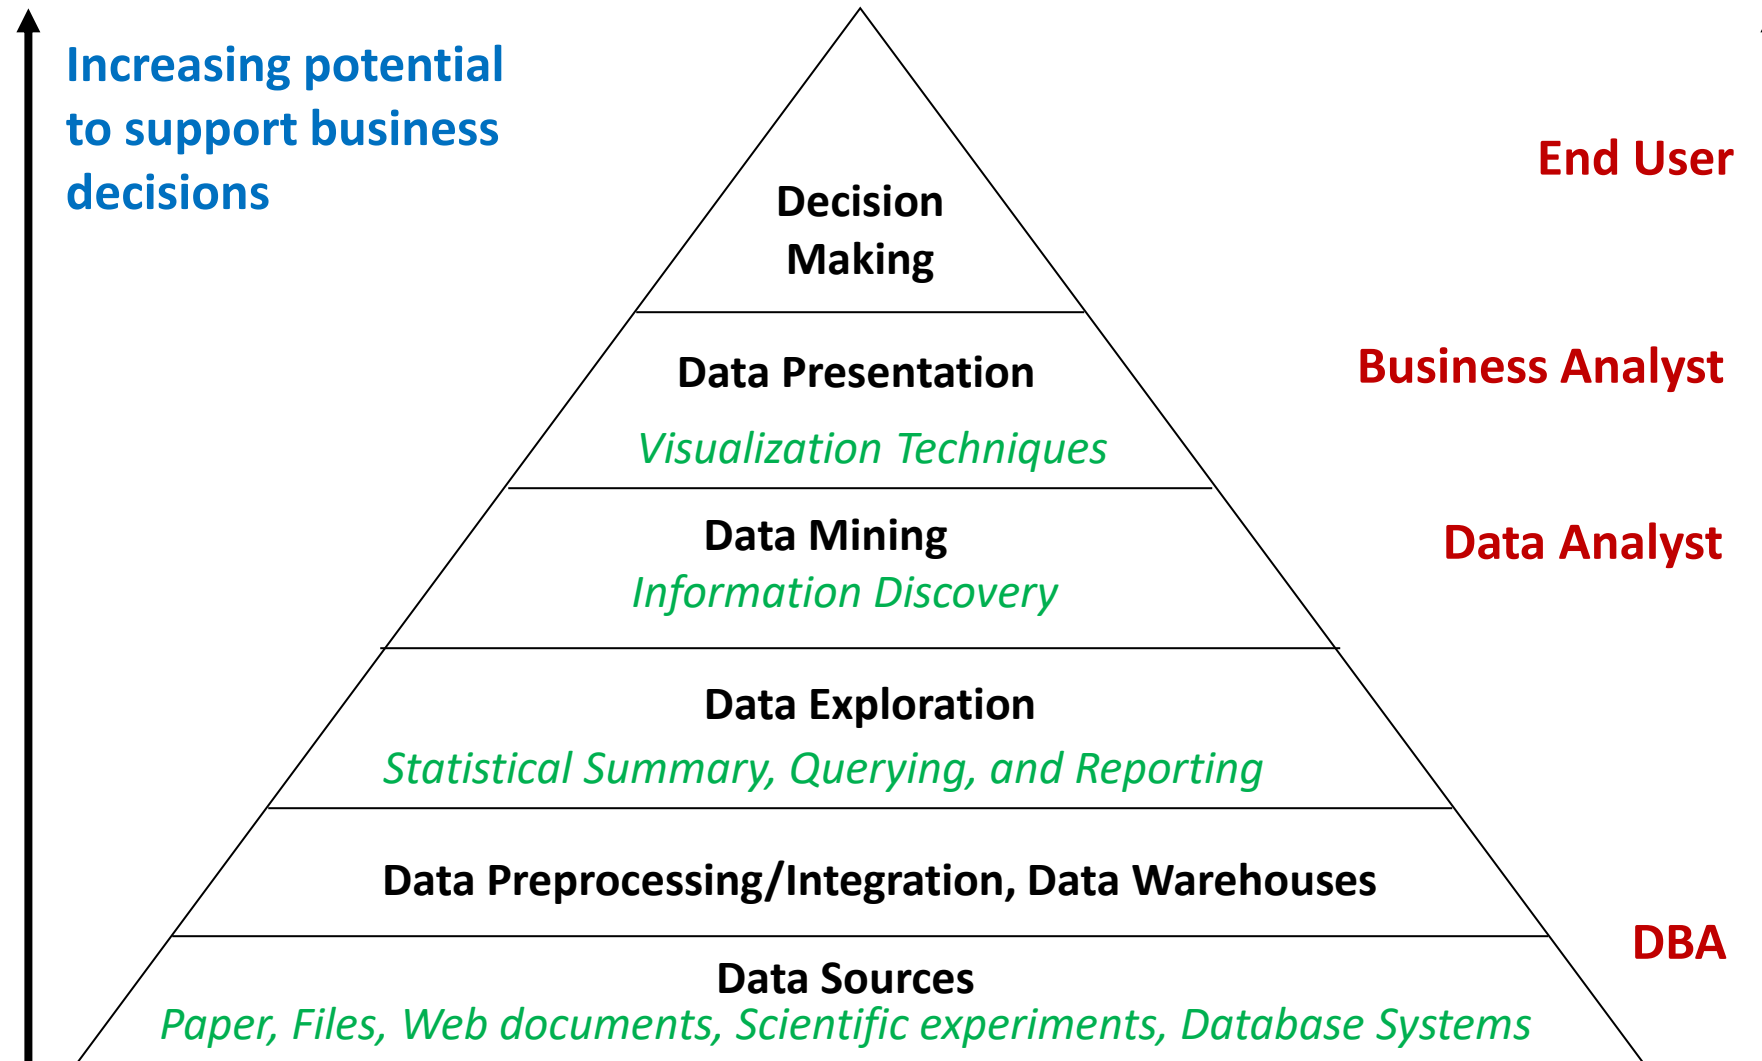 Increasing potential
to support business
decisions
End User
Decision
Making
Data Presentation
Business Analyst
Visualization Techniques
Data Mining
Data Analyst
Information Discovery
Data Exploration
Statistical Summary, Querying, and Reporting
Data Preprocessing/Integration, Data Warehouses
DBA
Data Sources
Paper, Files, Web documents, Scientific experiments, Database Systems